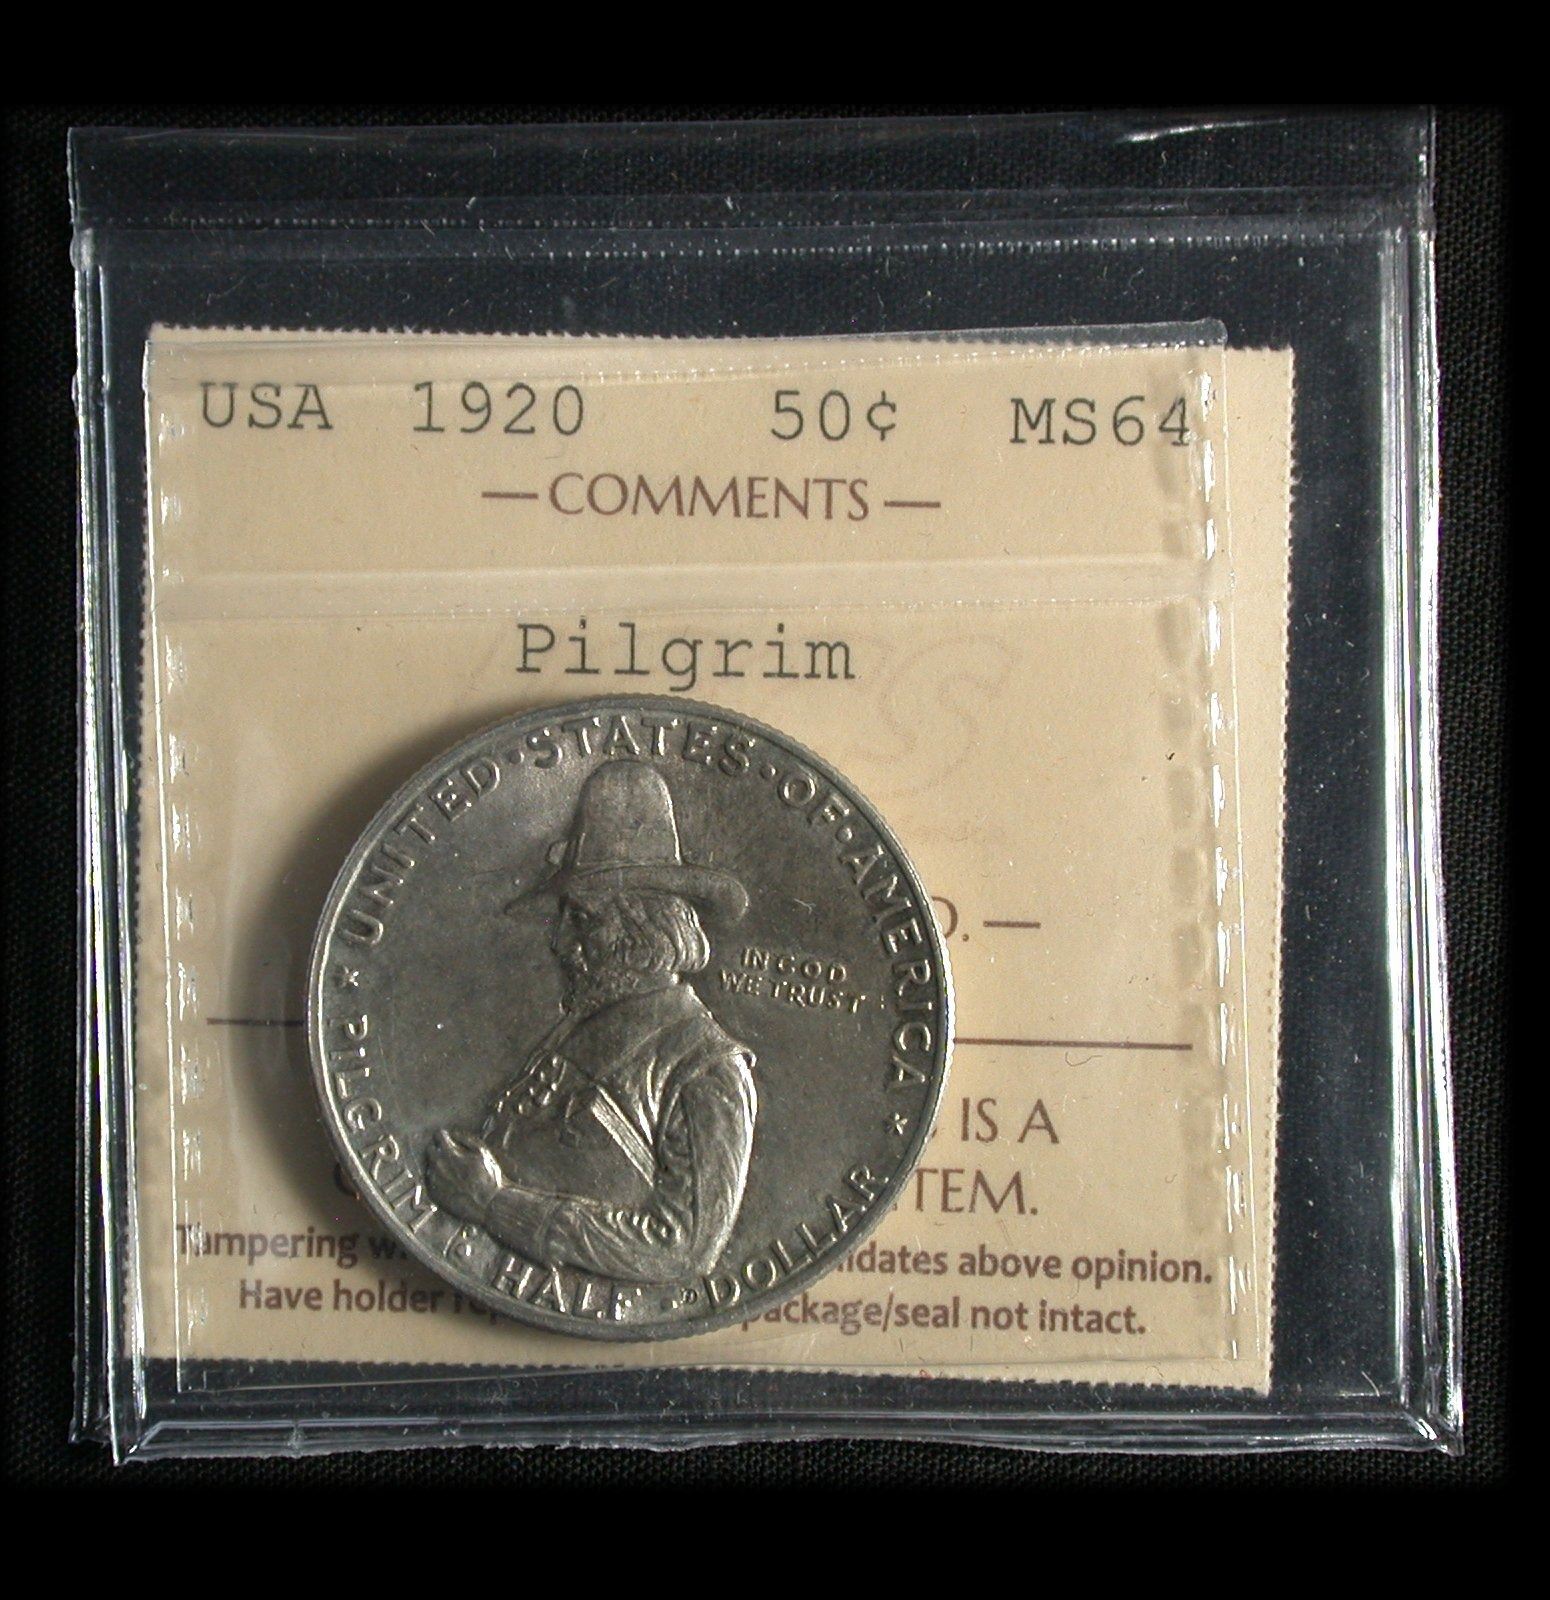 USA 1920 50¢ MS64
— COMMENTS —
Pilgrim
UNITED · STATES · OF · AMERICA
IN GOD
WE TRUST
PILGRIM HALF DOLLAR
D. —
IS A
TEM.
Tampering above opinion.
Have holder package/seal not intact.